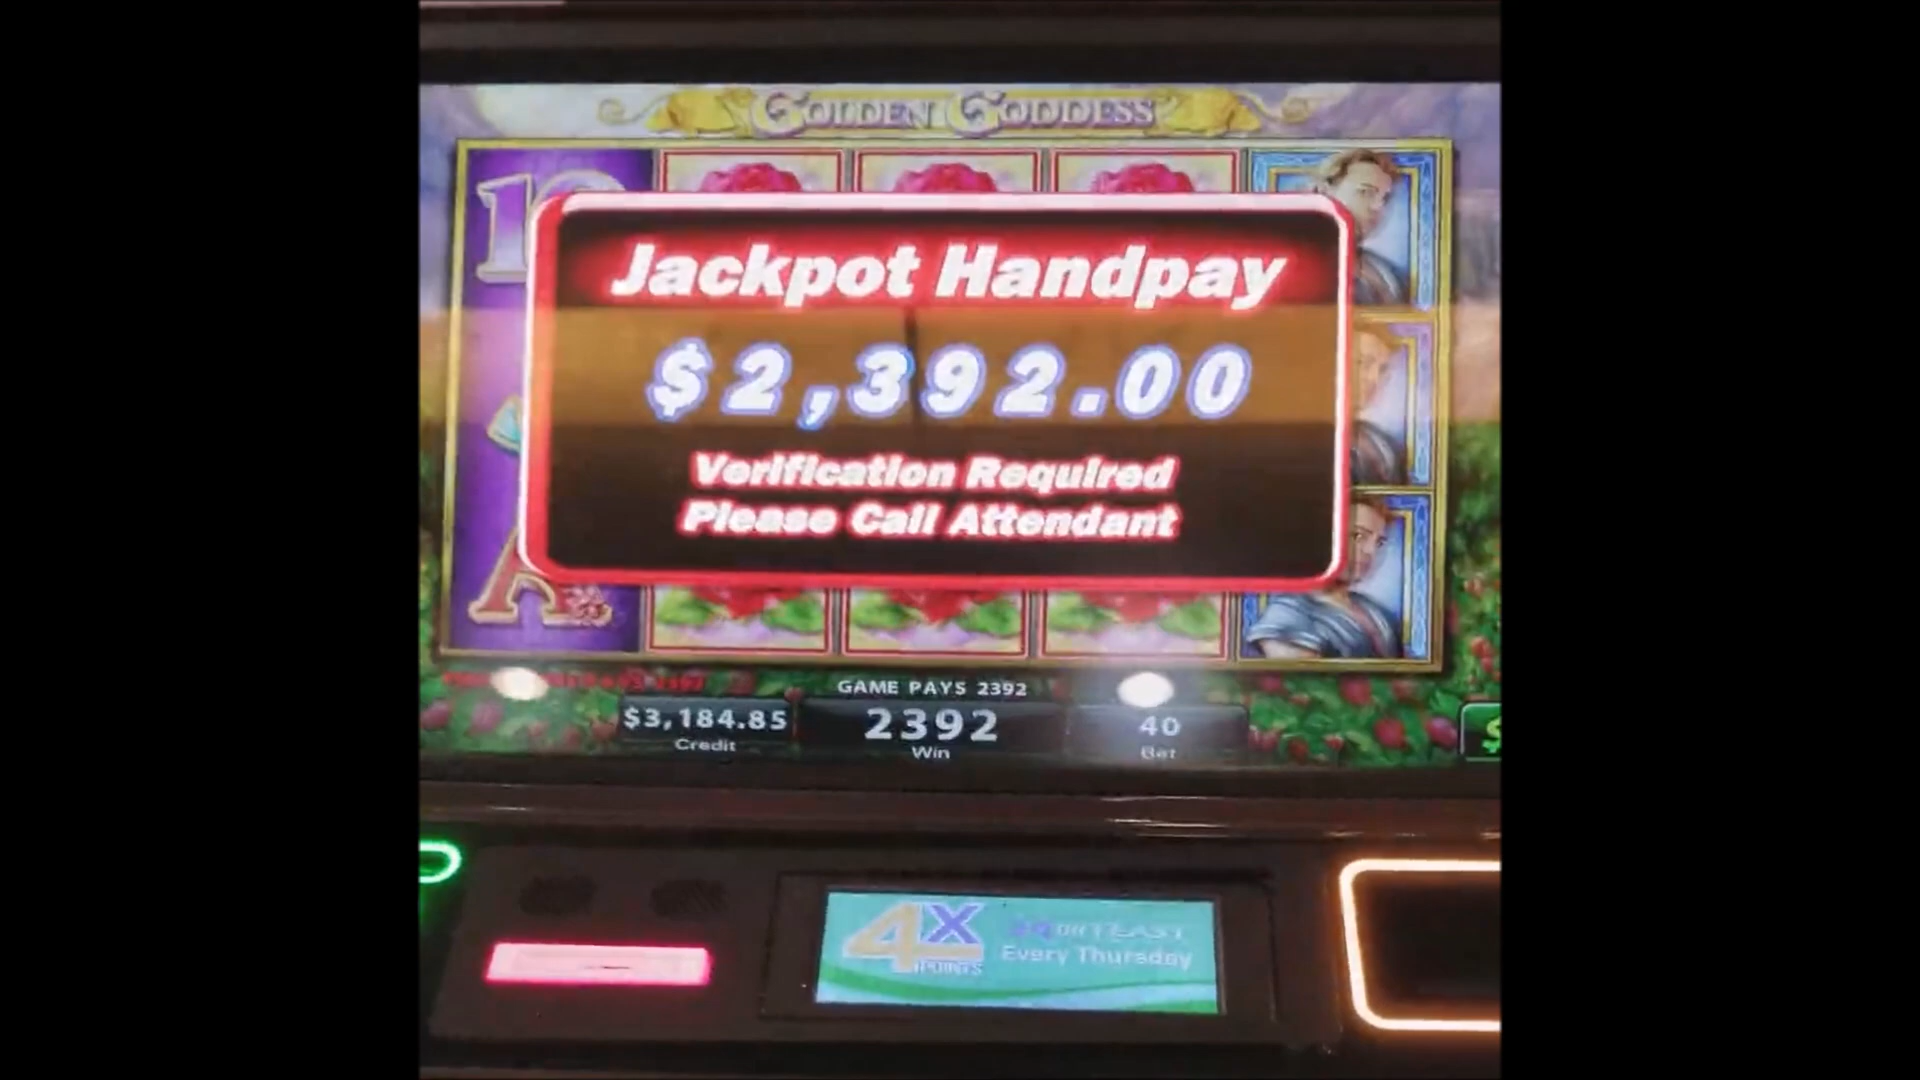 GOLDEN GODDESS
Jackpot Handpay
$2,392.00
Verification Required
Please Call Attendant
A
GAME PAYS 2392
$3,184.85
Credit
2392
Win
40
Bet
4X
POINTS
Every Thursday